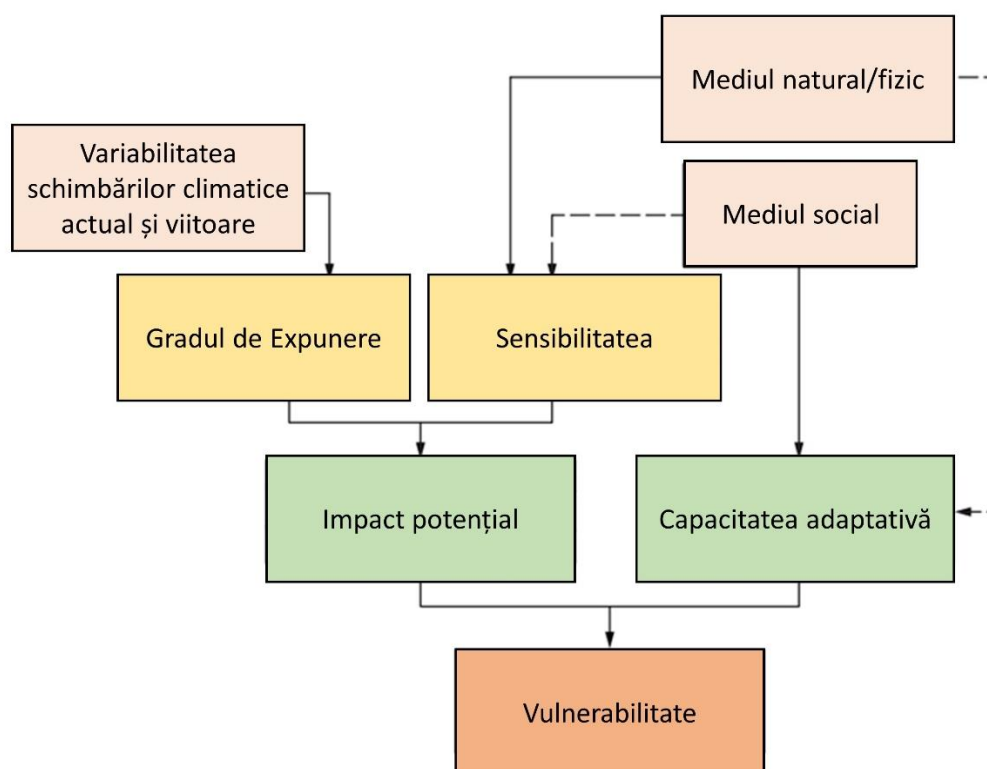 Mediul natural/fizic
Variabilitatea
schimbărilor climatice
actual și viitoare
Mediul social
Gradul de Expunere
Sensibilitatea
Impact potențial
Capacitatea adaptativă
Vulnerabilitate